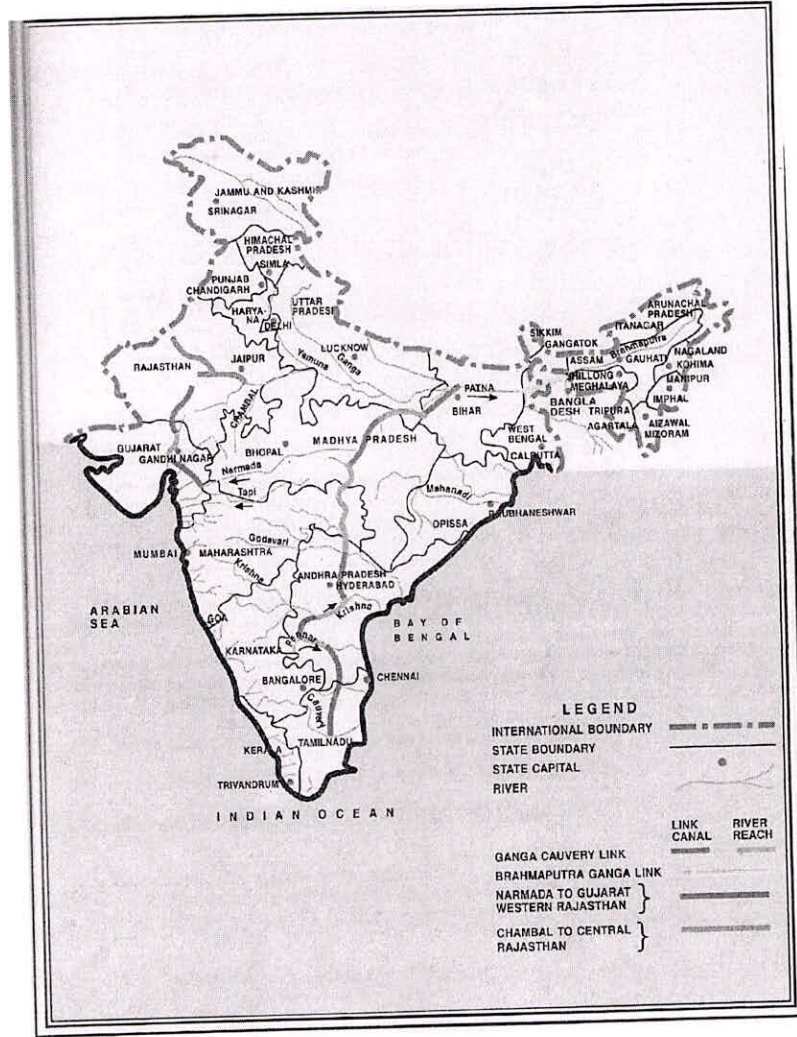 JAMMU AND KASHMIR
SRINAGAR
HIMACHAL
PRADESH
SIMLA
PUNJAB
CHANDIGARH
HARYA-
NA
DELHI
UTTAR
PRADESH
RAJASTHAN
JAIPUR
LUCKNOW
Ganga
Yamuna
CHAMBAL
SIKKIM
GANGATOK
ARUNACHAL
PRADESH
ITANAGAR
Brahmaputra
ASSAM
GAUHATI
NAGALAND
KOHIMA
SHILLONG
MEGHALAYA
MANIPUR
IMPHAL
BANGLA
DESH
TRIPURA
AGARTALA
AIZAWAL
MIZORAM
PATNA
BIHAR
WEST
BENGAL
CALCUTTA
GUJARAT
GANDHI NAGAR
BHOPAL
MADHYA PRADESH
Narmada
Tapi
Mahanadi
BHUBHANESHWAR
OPISSA
Godavari
MUMBAI
MAHARASHTRA
Krishna
ANDHRA PRADESH
HYDERABAD
Krishna
ARABIAN
SEA
GOA
BAY OF
BENGAL
Pennar
KARNATAKA
BANGALORE
CHENNAI
Cauvery
TAMILNADU
KERALA
TRIVANDRUM
INDIAN OCEAN
LEGEND
INTERNATIONAL BOUNDARY
STATE BOUNDARY
STATE CAPITAL
RIVER
LINK RIVER
CANAL REACH
GANGA CAUVERY LINK
BRAHMAPUTRA GANGA LINK
NARMADA TO GUJARAT
WESTERN RAJASTHAN
CHAMBAL TO CENTRAL
RAJASTHAN